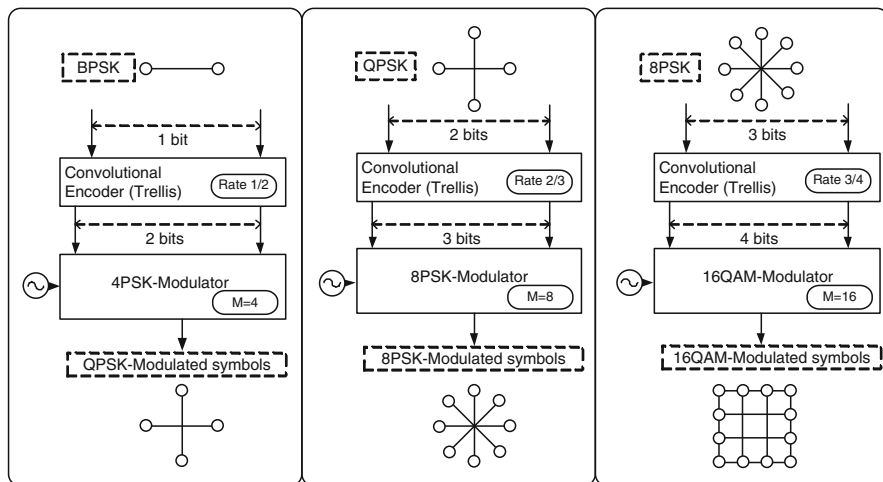 BPSK
1 bit
Convolutional
Encoder (Trellis)
Rate 1/2
2 bits
4PSK-Modulator
M=4
QPSK-Modulated symbols
QPSK
2 bits
Convolutional
Encoder (Trellis)
Rate 2/3
3 bits
8PSK-Modulator
M=8
8PSK-Modulated symbols
8PSK
3 bits
Convolutional
Encoder (Trellis)
Rate 3/4
4 bits
16QAM-Modulator
M=16
16QAM-Modulated symbols